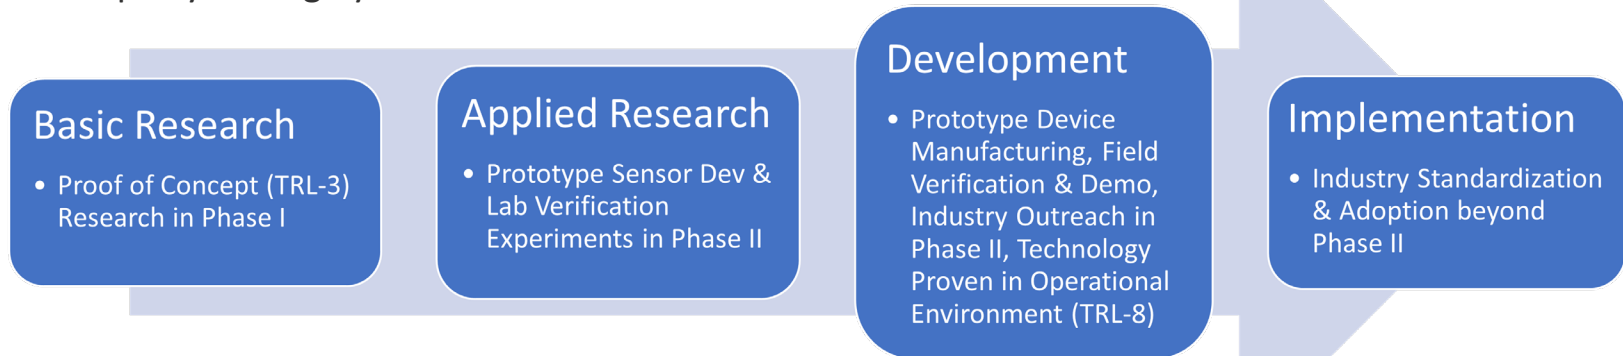 Basic Research
• Proof of Concept (TRL-3)
Research in Phase I
Applied Research
• Prototype Sensor Dev &
Lab Verification
Experiments in Phase II
Development
• Prototype Device
Manufacturing, Field
Verification & Demo,
Industry Outreach in
Phase II, Technology
Proven in Operational
Environment (TRL-8)
Implementation
• Industry Standardization
& Adoption beyond
Phase II